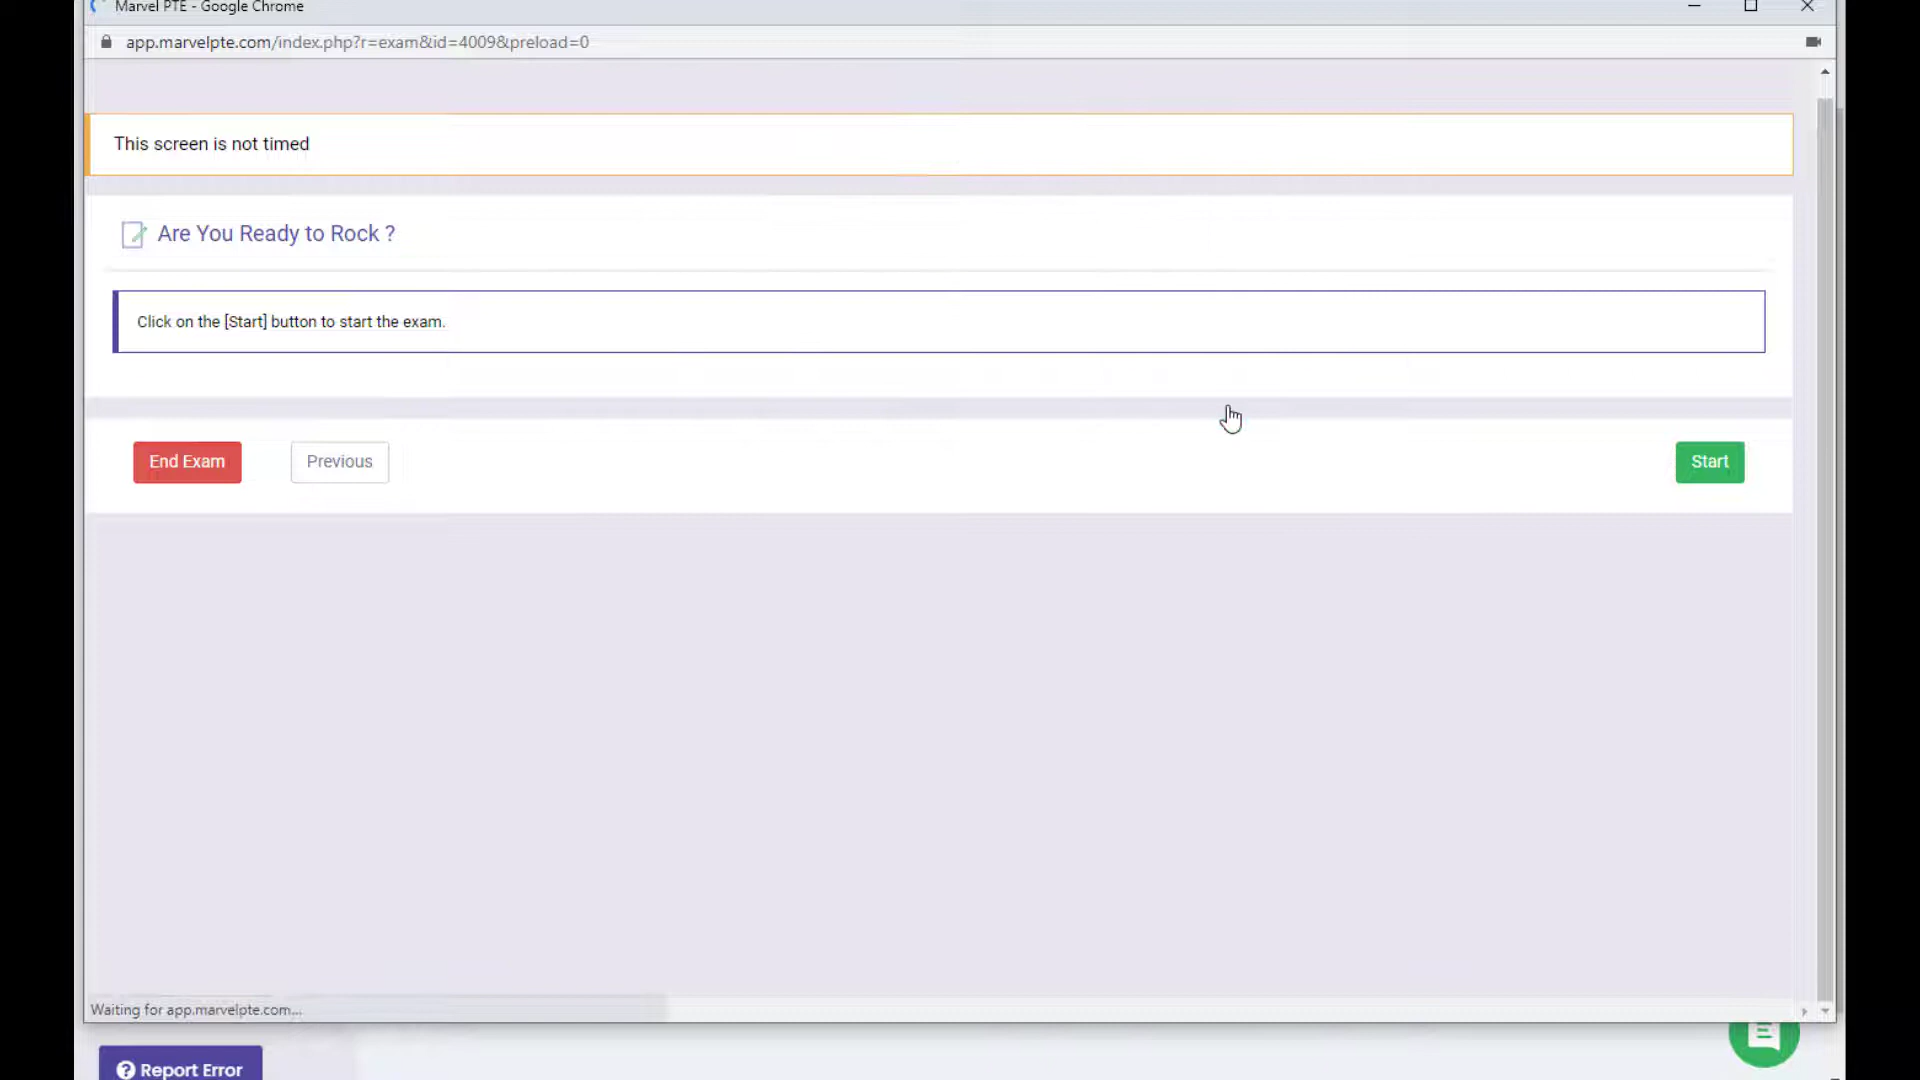 Marvel PTE - Google Chrome
app.marvelpte.com/index.php?r=exam&id=4009&preload=0
This screen is not timed
Are You Ready to Rock ?
Click on the [Start] button to start the exam.
End Exam
Previous
Start
Waiting for app.marvelpte.com...
Report Error